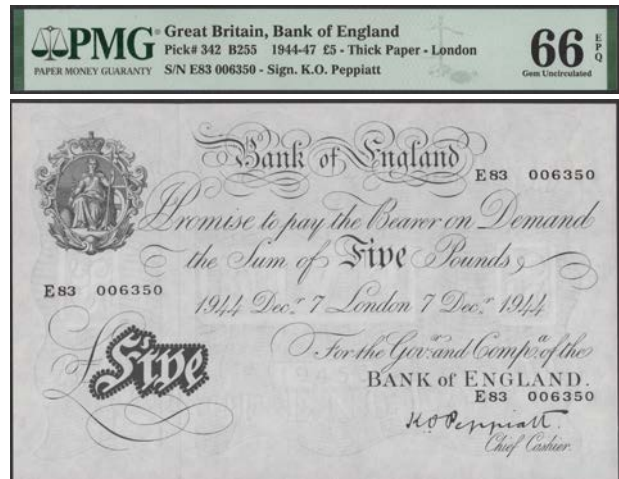 PMG
PAPER MONEY GUARANTY
Great Britain, Bank of England
Pick# 342 B255 1944-47 £5 - Thick Paper - London
S/N E83 006350 - Sign. K.O. Peppiatt
66 EPQ
Gem Uncirculated
Bank of England
E83 006350
Promise to pay the Bearer on Demand
the Sum of Five Pounds
E83 006350
1944 Decr. 7 London 7 Decr. 1944
For the Govr. and Compa. of the
£Five
BANK of ENGLAND.
E83 006350
K.O. Peppiatt.
Chief Cashier.